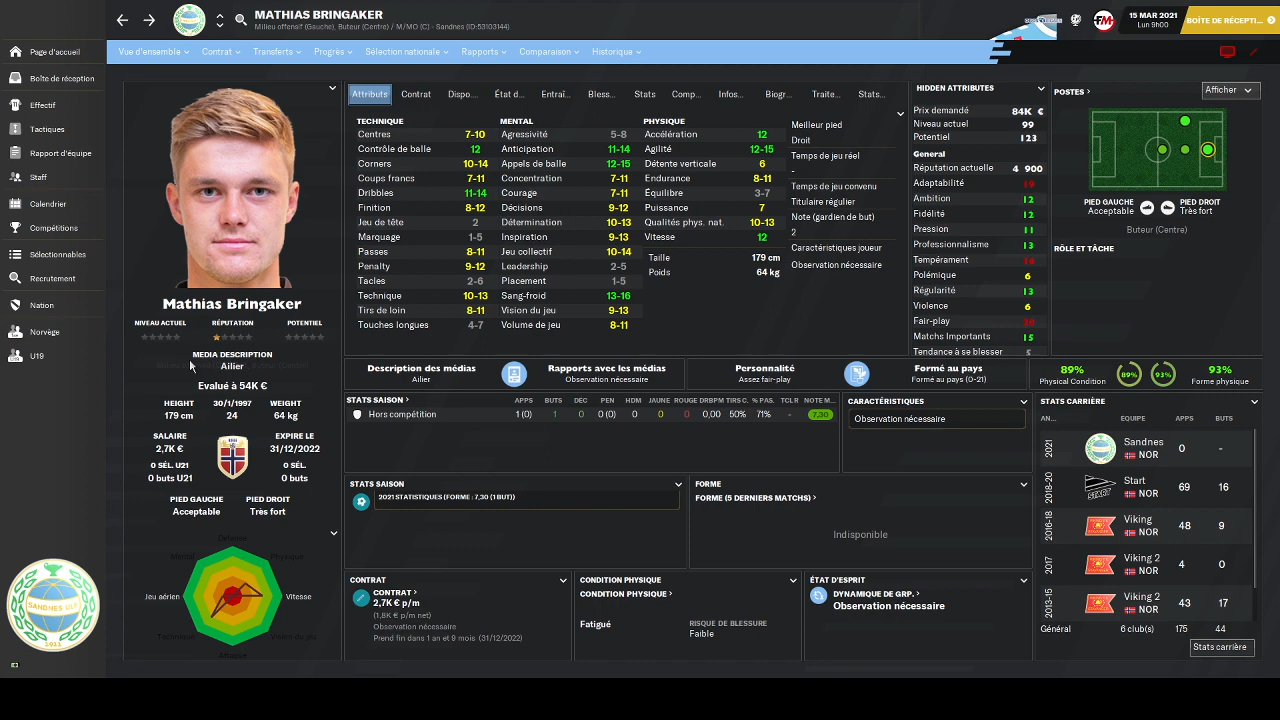 MATHIAS BRINGAKER
Milieu offensif (Gauche), Buteur (Centre) / M/MO (C) - Sandnes (ID:53103144)
15 MAR 2021
Lun 9h00
BOÎTE DE RÉCEPTI...
Vue d'ensemble
Contrat
Transferts
Progrès
Sélection nationale
Rapports
Comparaison
Historique
Page d'accueil
Boîte de réception
Effectif
Tactiques
Rapport d'équipe
Staff
Calendrier
Compétitions
Sélectionnables
Recrutement
Nation
Norvège
U19
SANDNES ULF
1911
Mathias Bringaker
NIVEAU ACTUEL RÉPUTATION POTENTIEL
MEDIA DESCRIPTION
Ailier
Evalué à 54K €
HEIGHT 30/1/1997 WEIGHT
179 cm 24 64 kg
SALAIRE EXPIRE LE
2,7K € 31/12/2022
0 SÉL. U21 0 SÉL.
0 buts U21 0 buts
PIED GAUCHE PIED DROIT
Acceptable Très fort
Défense
Mental Physique
Jeu aérien Vitesse
Technique Vision du jeu
Attaque
Attributs Contrat Dispo... État d... Entraî... Bless... Stats Comp... Infos... Biogr... Traite... Stats...
TECHNIQUE
Centres 7-10
Contrôle de balle 12
Corners 10-14
Coups francs 7-11
Dribbles 11-14
Finition 8-12
Jeu de tête 2
Marquage 1-5
Passes 8-11
Penalty 9-12
Tacles 2-6
Technique 10-13
Tirs de loin 8-11
Touches longues 4-7
MENTAL
Agressivité 5-8
Anticipation 11-14
Appels de balle 12-15
Concentration 7-11
Courage 7-11
Décisions 9-12
Détermination 10-13
Inspiration 9-13
Jeu collectif 10-14
Leadership 2-5
Placement 1-5
Sang-froid 13-16
Vision du jeu 9-13
Volume de jeu 8-11
PHYSIQUE
Accélération 12
Agilité 12-15
Détente verticale 6
Endurance 8-11
Équilibre 3-7
Puissance 7
Qualités phys. nat. 10-13
Vitesse 12
Taille 179 cm
Poids 64 kg
Meilleur pied
Droit
Temps de jeu réel
-
Temps de jeu convenu
Titulaire régulier
Note (gardien de but)
2
Caractéristiques joueur
Observation nécessaire
HIDDEN ATTRIBUTES
Prix demandé 84K €
Niveau actuel 99
Potentiel 123
General
Réputation actuelle 4 900
Adaptabilité 19
Ambition 12
Fidélité 12
Pression 11
Professionnalisme 13
Tempérament
Polémique 6
Régularité 13
Violence 6
Fair-play
Matchs Importants 15
Tendance à se blesser 5
POSTES
Afficher
PIED GAUCHE PIED DROIT
Acceptable Très fort
Buteur (Centre)
RÔLE ET TÂCHE
Description des médias
Ailier
Rapports avec les médias
Observation nécessaire
Personnalité
Assez fair-play
Formé au pays
Formé au pays (0-21)
89%
Physical Condition
89%
93%
93%
Forme physique
STATS SAISON APPS BUTS DÉC PEN HDM JAUNE ROUGE DRBPM TIRS C. % PAS. TCL R NOTE M...
Hors compétition 1 (0) 1 0 0 (0) 0 0 0 0,00 50% 71% - 7,30
CARACTÉRISTIQUES
Observation nécessaire
STATS SAISON
2021 STATISTIQUES (FORME : 7,30 (1 BUT))
FORME
FORME (5 DERNIERS MATCHS)
Indisponible
CONTRAT
CONTRAT
2,7K € p/m
(1,8K € p/m net)
Observation nécessaire
Prend fin dans 1 an et 9 mois (31/12/2022)
CONDITION PHYSIQUE
CONDITION PHYSIQUE
Fatigué
RISQUE DE BLESSURE
Faible
ÉTAT D'ESPRIT
DYNAMIQUE DE GRP.
Observation nécessaire
STATS CARRIÈRE
AN... EQUIPE APPS BUTS
2021 Sandnes NOR 0 -
2018-20 Start NOR 69 16
2016-18 Viking NOR 48 9
2017 Viking 2 NOR 4 0
2013-15 Viking 2 NOR 43 17
Général 6 club(s) 175 44
Stats carrière